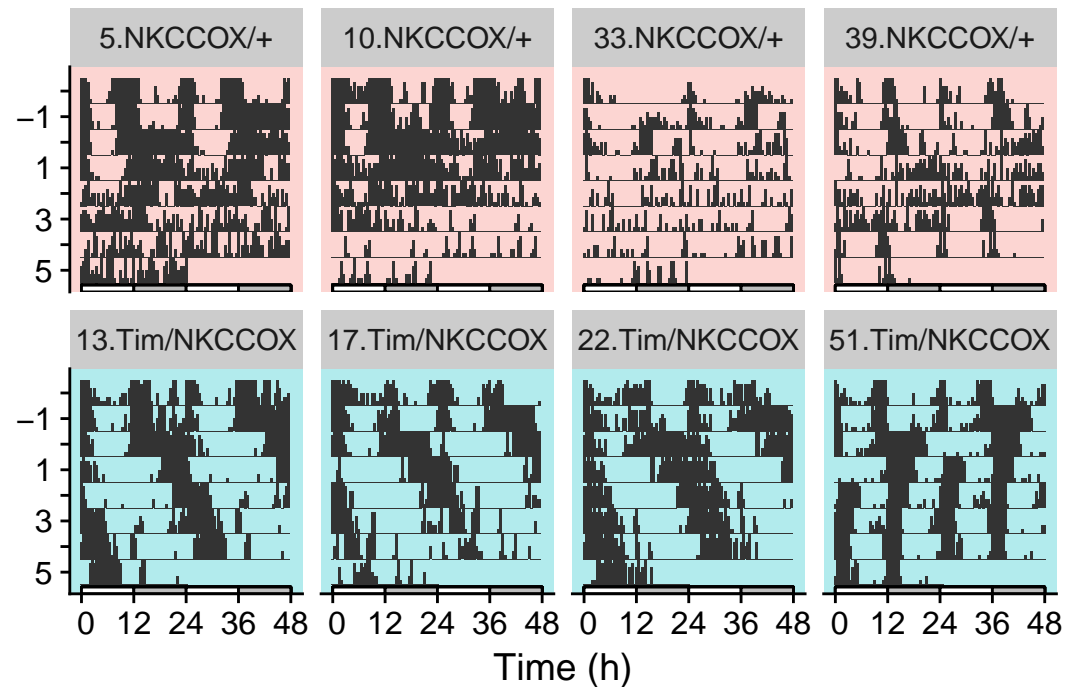 5.NKCCOX/+ 10.NKCCOX/+ 33.NKCCOX/+ 39.NKCCOX/+
−1
1
3
5
13.Tim/NKCCOX 17.Tim/NKCCOX 22.Tim/NKCCOX 51.Tim/NKCCOX
−1
1
3
5
0 12 24 36 48 0 12 24 36 48 0 12 24 36 48 0 12 24 36 48
Time (h)